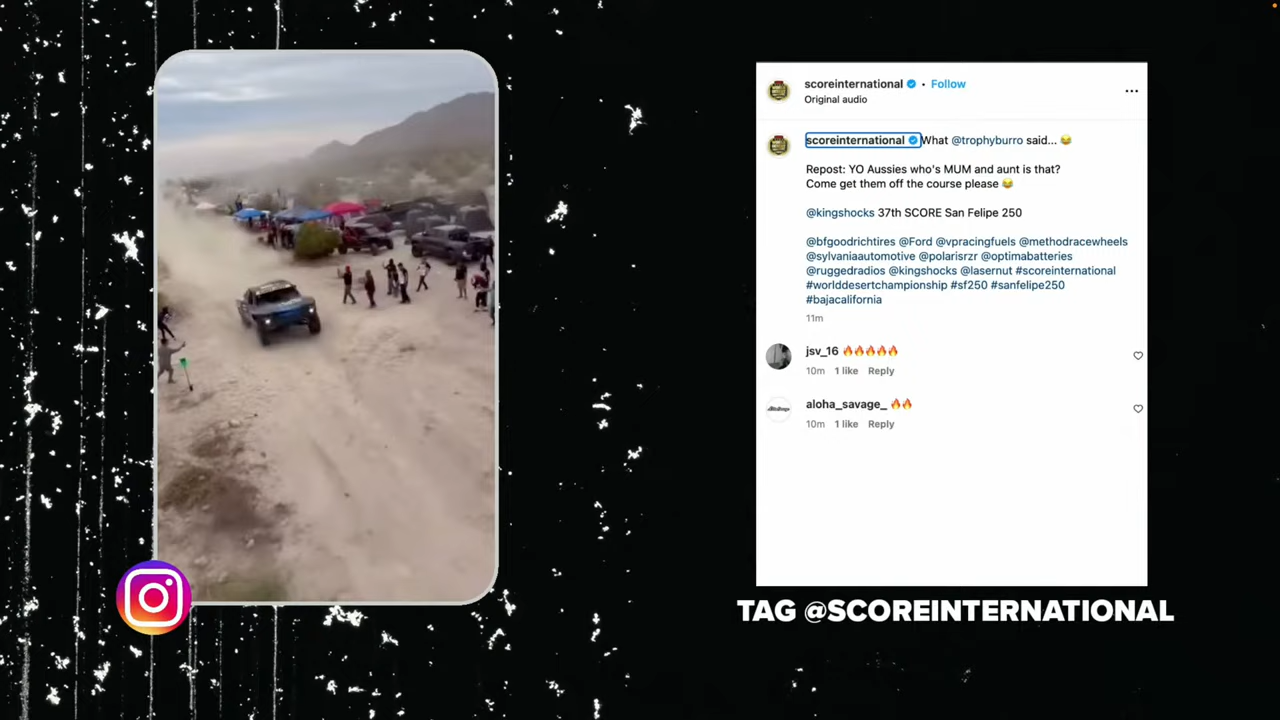 scoreinternational • Follow
Original audio
scoreinternational What @trophyburro said... 😂
Repost: YO Aussies who's MUM and aunt is that?
Come get them off the course please 😂
@kingshocks 37th SCORE San Felipe 250
@bfgoodrichtires @Ford @vpracingfuels @methodracewheels
@sylvaniaautomotive @polarisrzr @optimabatteries
@ruggedradios @kingshocks @lasernut #scoreinternational
#worlddesertchampionship #sf250 #sanfelipe250
#bajacalifornia
11m
jsv_16 🔥🔥🔥🔥🔥
10m 1 like Reply
aloha_savage_ 🔥🔥
10m 1 like Reply
TAG @SCOREINTERNATIONAL